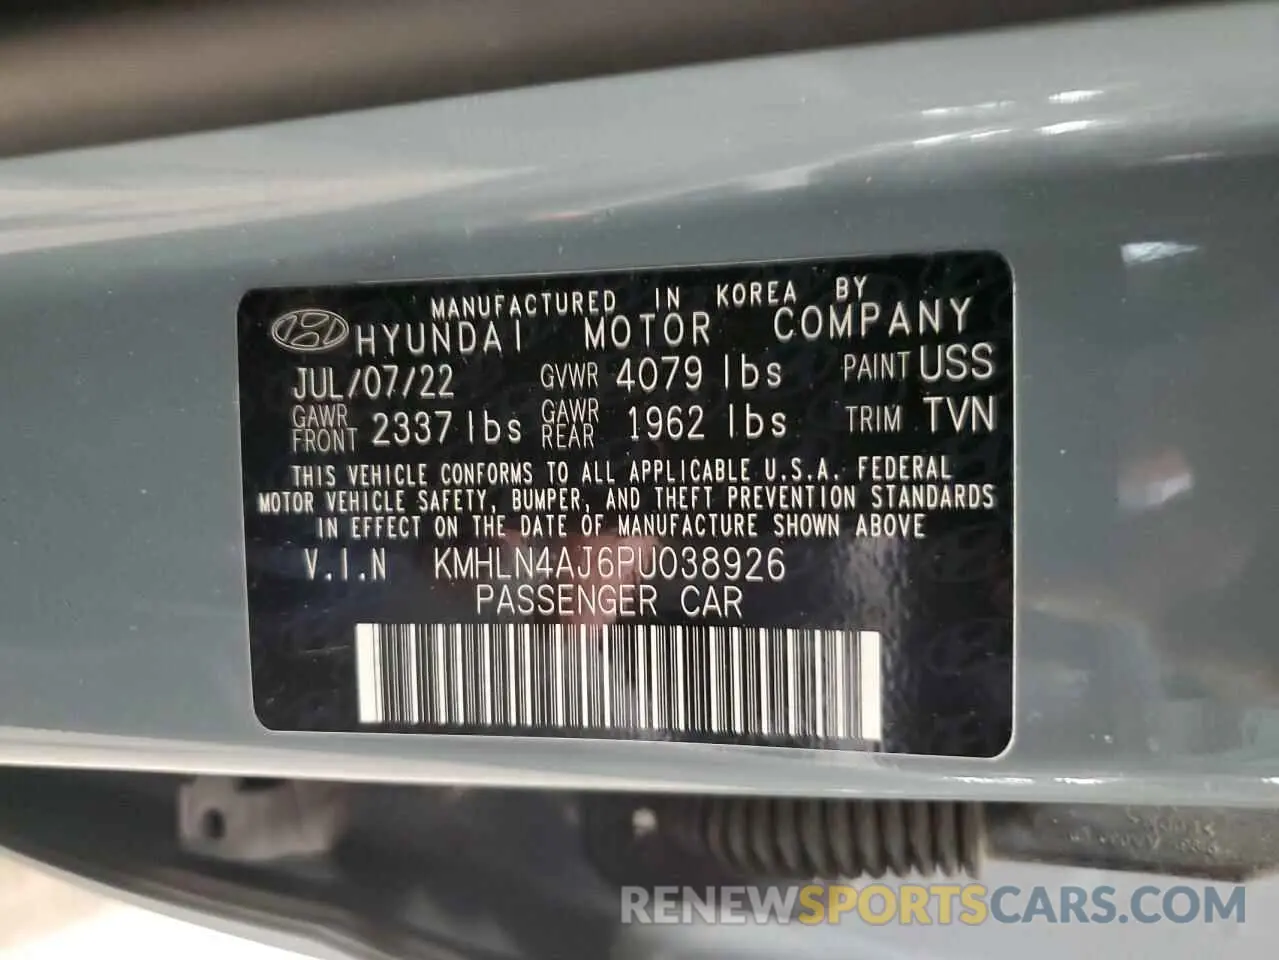 MANUFACTURED IN KOREA BY
HYUNDAI MOTOR COMPANY
JUL/07/22 GVWR 4079 lbs PAINT USS
GAWR FRONT 2337 lbs GAWR REAR 1962 lbs TRIM TVN
THIS VEHICLE CONFORMS TO ALL APPLICABLE U.S.A. FEDERAL
MOTOR VEHICLE SAFETY, BUMPER, AND THEFT PREVENTION STANDARDS
IN EFFECT ON THE DATE OF MANUFACTURE SHOWN ABOVE
V.I.N KMHLN4AJ6PU038926
PASSENGER CAR
RENEWSPORTSCARS.COM